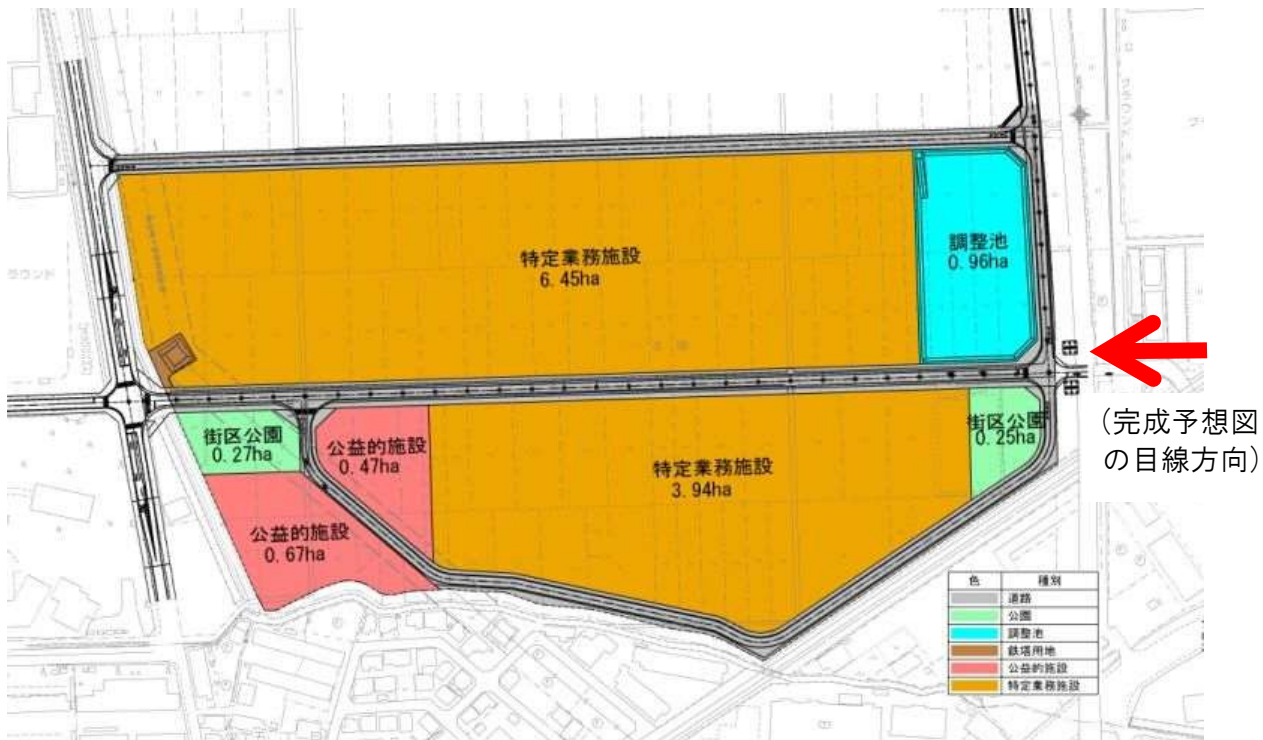 特定業務施設
6.45ha
調整池
0.96ha
(完成予想図
の目線方向)
街区公園
0.27ha
公益的施設
0.47ha
特定業務施設
3.94ha
街区公園
0.25ha
公益的施設
0.67ha
色 種別
道路
公園
調整池
鉄塔用地
公益的施設
特定業務施設